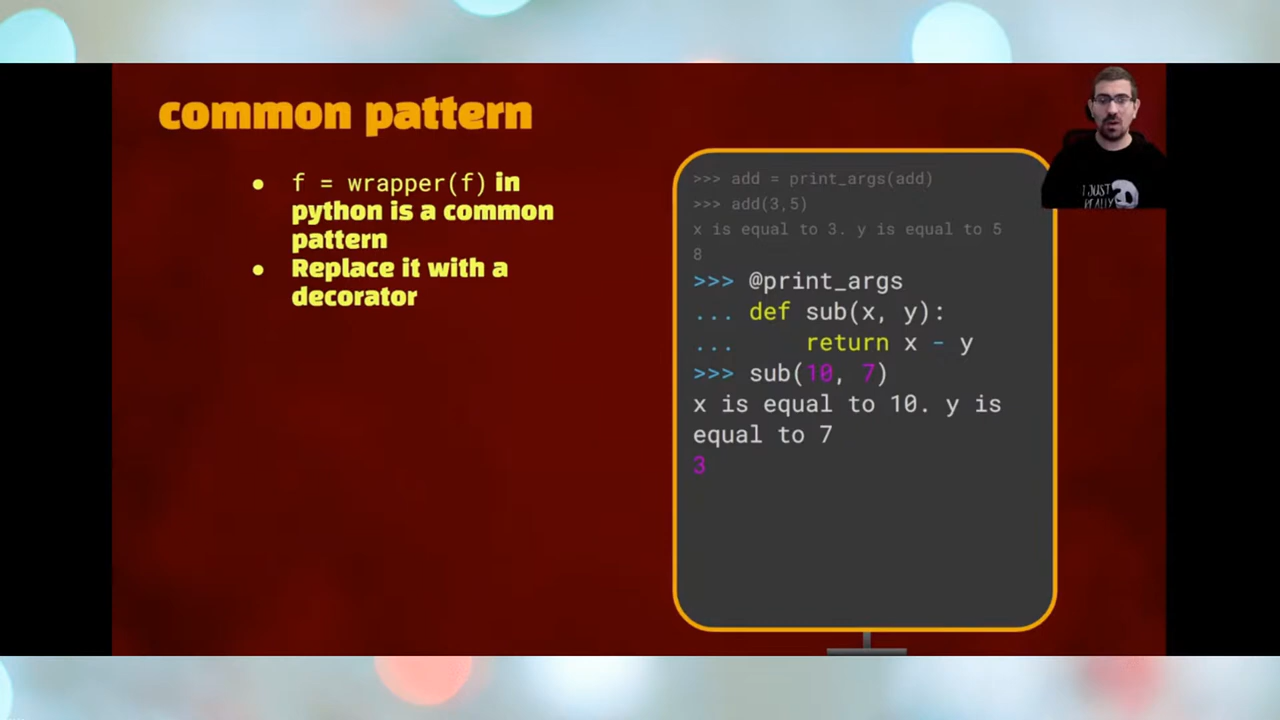 common pattern
● f = wrapper(f) in
python is a common
pattern
● Replace it with a
decorator
>>> add = print_args(add)
>>> add(3,5)
x is equal to 3. y is equal to 5
8
>>> @print_args
... def sub(x, y):
...     return x - y
>>> sub(10, 7)
x is equal to 10. y is
equal to 7
3
I JUST
REALLY